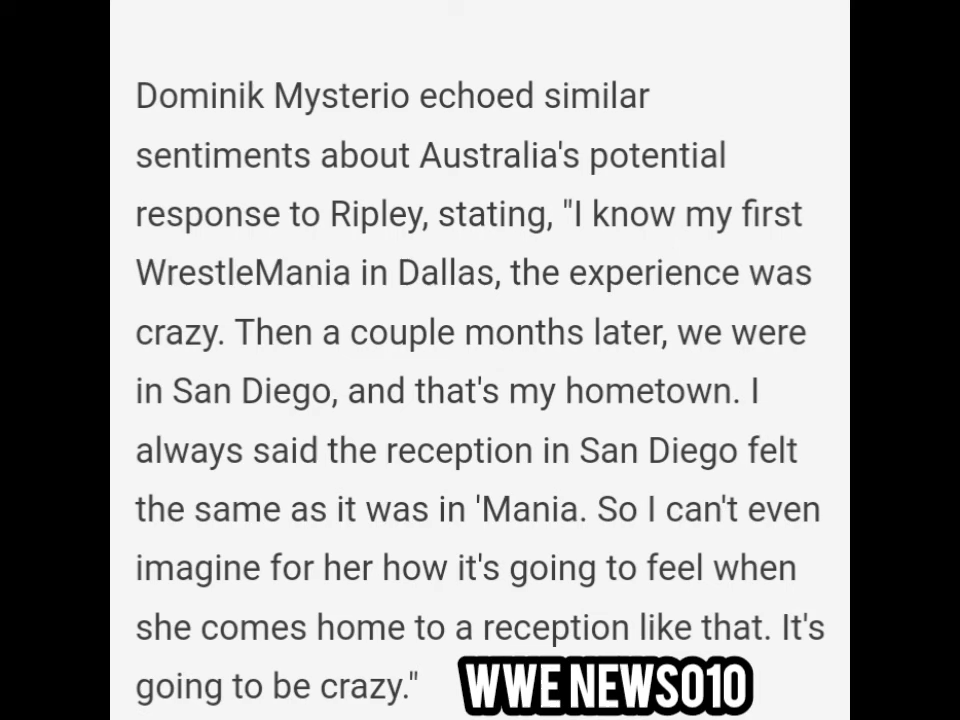 Dominik Mysterio echoed similar
sentiments about Australia's potential
response to Ripley, stating, "I know my first
WrestleMania in Dallas, the experience was
crazy. Then a couple months later, we were
in San Diego, and that's my hometown. I
always said the reception in San Diego felt
the same as it was in 'Mania. So I can't even
imagine for her how it's going to feel when
she comes home to a reception like that. It's
going to be crazy."
WWE NEWS010